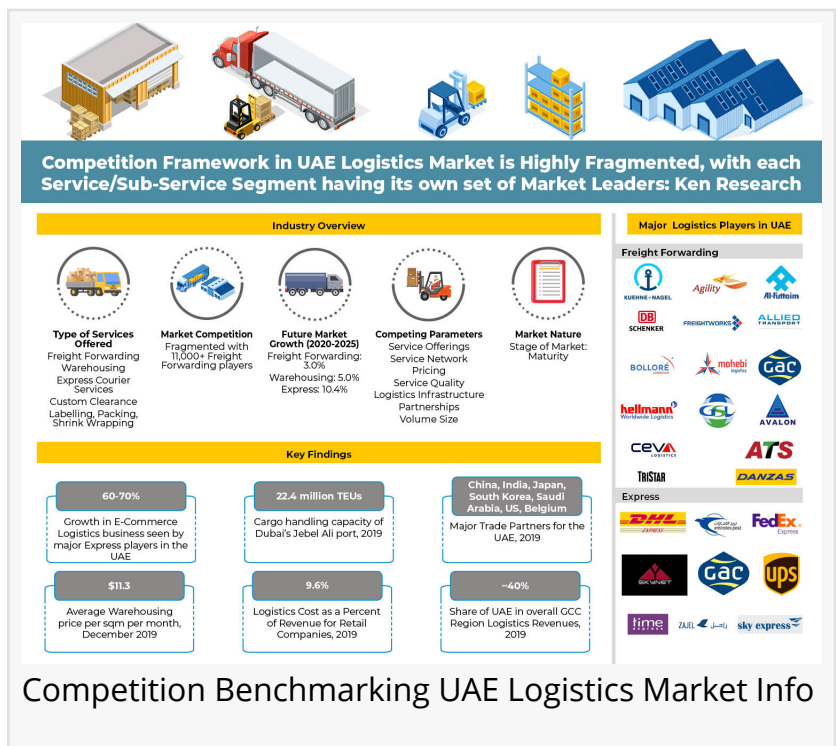 Competition Framework in UAE Logistics Market is Highly Fragmented, with each
Service/Sub-Service Segment having its own set of Market Leaders: Ken Research
Industry Overview
Type of Services
Offered
Freight Forwarding
Warehousing
Express Courier
Services
Custom Clearance
Labelling, Packing,
Shrink Wrapping
Market Competition
Fragmented with
11,000+ Freight
Forwarding players
Future Market
Growth (2020-2025)
Freight Forwarding:
3.0%
Warehousing: 5.0%
Express: 10.4%
Competing Parameters
Service Offerings
Service Network
Pricing
Service Quality
Logistics Infrastructure
Partnerships
Volume Size
Market Nature
Stage of Market:
Maturity
Key Findings
60-70%
Growth in E-Commerce
Logistics business seen by
major Express players in the
UAE
22.4 million TEUs
Cargo handling capacity of
Dubai's Jebel Ali port, 2019
China, India, Japan,
South Korea, Saudi
Arabia, US, Belgium
Major Trade Partners for the
UAE, 2019
$11.3
Average Warehousing
price per sqm per month,
December 2019
9.6%
Logistics Cost as a Percent
of Revenue for Retail
Companies, 2019
~40%
Share of UAE in overall GCC
Region Logistics Revenues,
2019
Major Logistics Players in UAE
Freight Forwarding
KUEHNE+NAGEL
Agility
Al-Futtaim
DB
SCHENKER
FREIGHTWORKS
ALLIED
TRANSPORT
BOLLORÉ
LOGISTICS
mohebi
logistics
GAC
hellmann
Worldwide Logistics
GSL
AVALON
CEVA
LOGISTICS
ATS
TRISTAR
DANZAS
Express
DHL
EXPRESS
بريد الإمارات
emirates post
FedEx
Express
SKYNET
GAC
ups
time
express
ZAJEL زاجل
sky express
Competition Benchmarking UAE Logistics Market Info